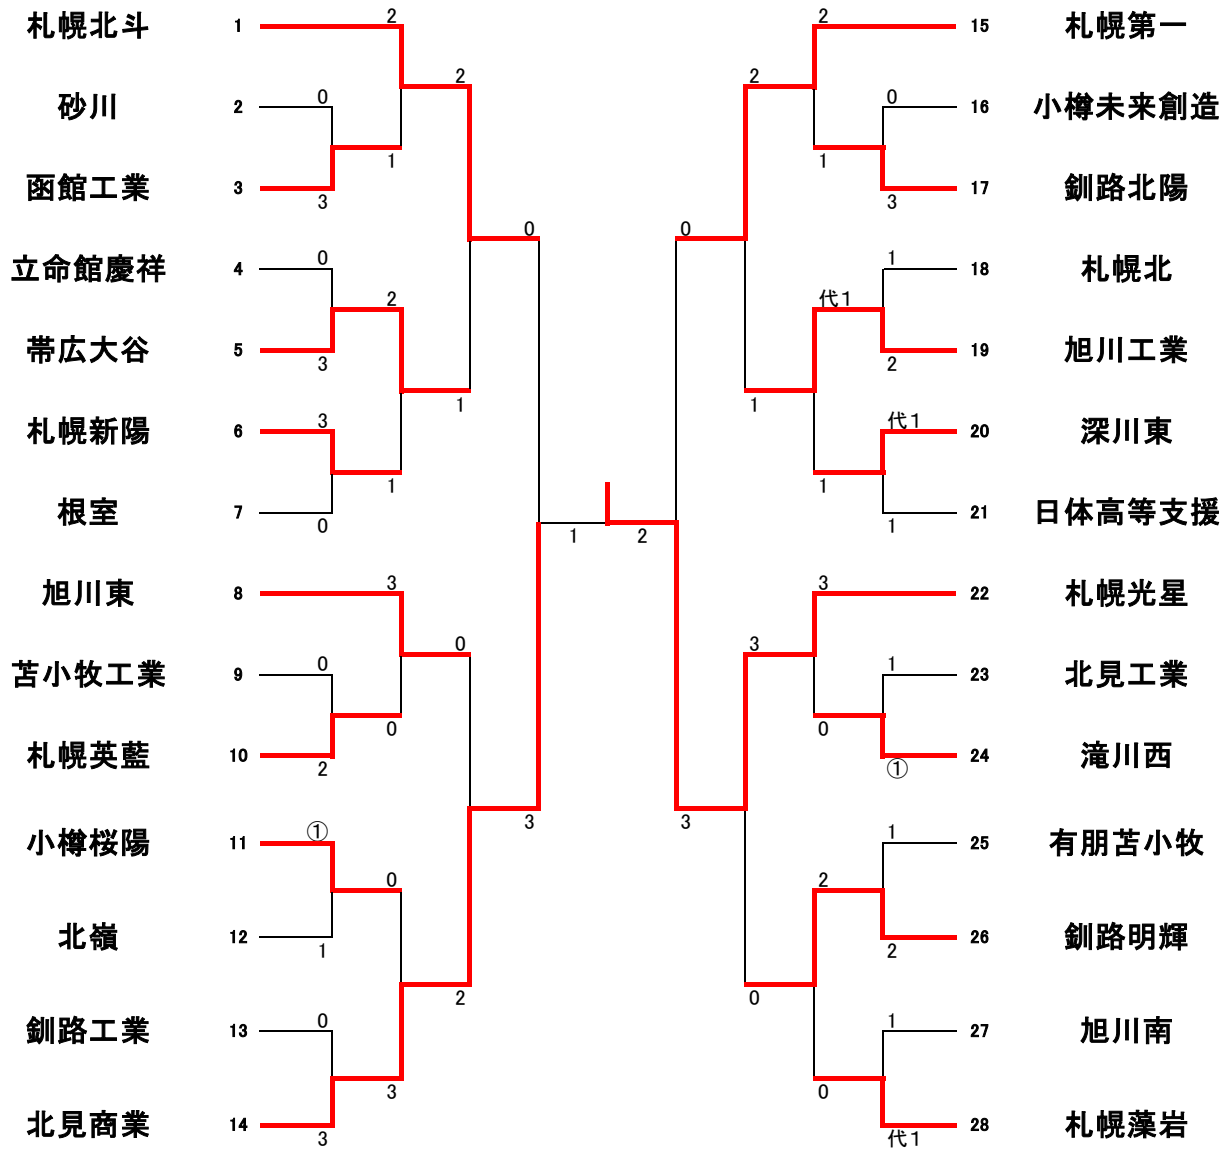 札幌北斗 1 2 2 15 札幌第一
2 2
砂川 2 0 0 16 小樽未来創造
1 1
函館工業 3 3 3 17 釧路北陽
0 0
立命館慶祥 4 0 1 18 札幌北
2 代1
帯広大谷 5 3 2 19 旭川工業
1 1
札幌新陽 6 3 代1 20 深川東
1 1
根室 7 0 1 21 日体高等支援
1 2
旭川東 8 3 3 22 札幌光星
0 3
苫小牧工業 9 0 1 23 北見工業
0 0
札幌英藍 10 2 ① 24 滝川西
3 3
小樽桜陽 11 ① 1 25 有朋苫小牧
0 2
北嶺 12 1 2 26 釧路明輝
2 0
釧路工業 13 0 1 27 旭川南
3 0
北見商業 14 3 代1 28 札幌藻岩